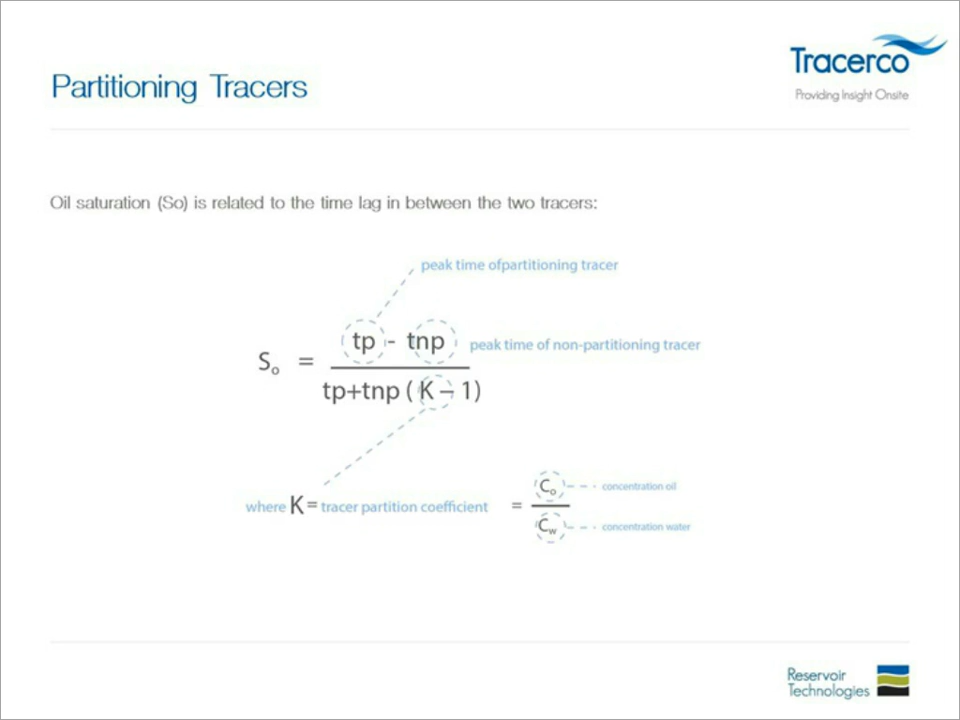 Tracerco
Providing Insight Onsite
Partitioning Tracers
Oil saturation (So) is related to the time lag in between the two tracers:
peak time ofpartitioning tracer
So = tp - tnp
peak time of non-partitioning tracer
tp+tnp ( K – 1)
where K = tracer partition coefficient = Co
concentration oil
Cw
concentration water
Reservoir
Technologies